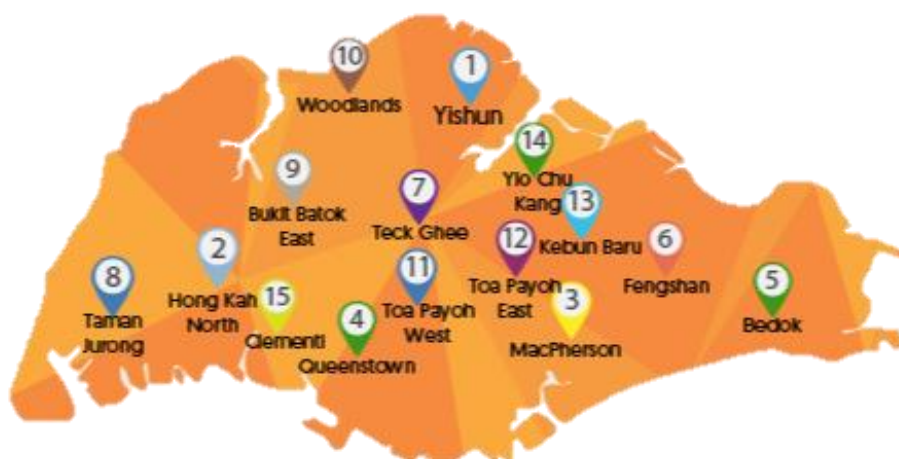 10
Woodlands
1
Yishun
14
Yio Chu
Kang
9
Bukit Batok
East
7
Teck Ghee
13
Kebun Baru
2
Hong Kah
North
12
Toa Payoh
East
6
Fengshan
8
Taman
Jurong
15
Clementi
11
Toa Payoh
West
5
Bedok
4
Queenstown
3
MacPherson